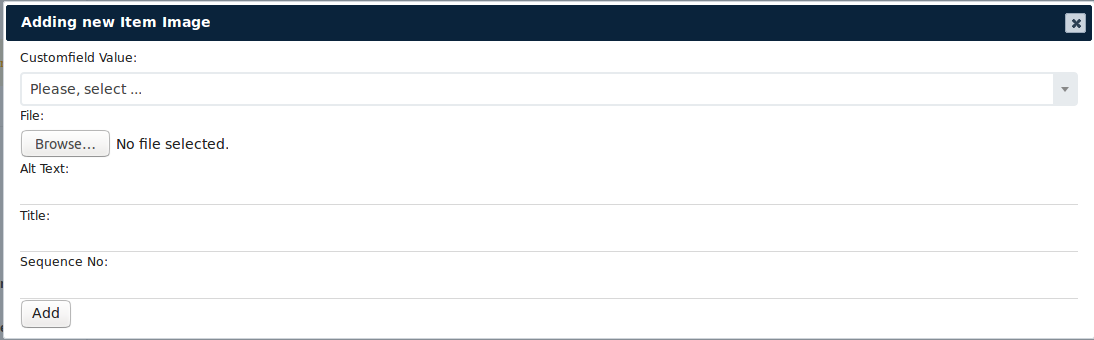 Adding new Item Image
Customfield Value:
Please, select ...
File:
Browse... No file selected.
Alt Text:
Title:
Sequence No:
Add